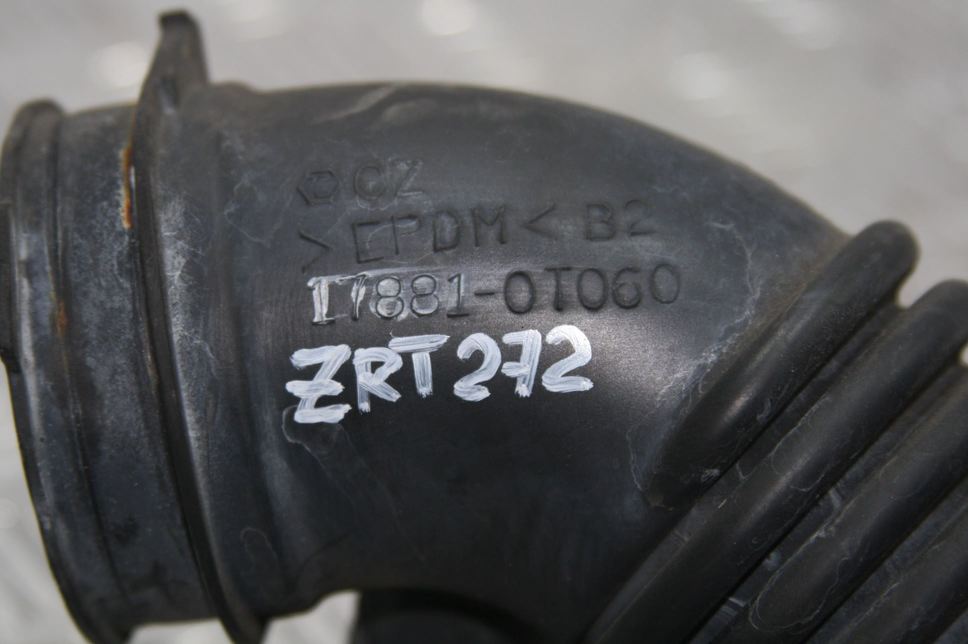 CZ
>EPDM< B2
17881-0T060
ZRT272